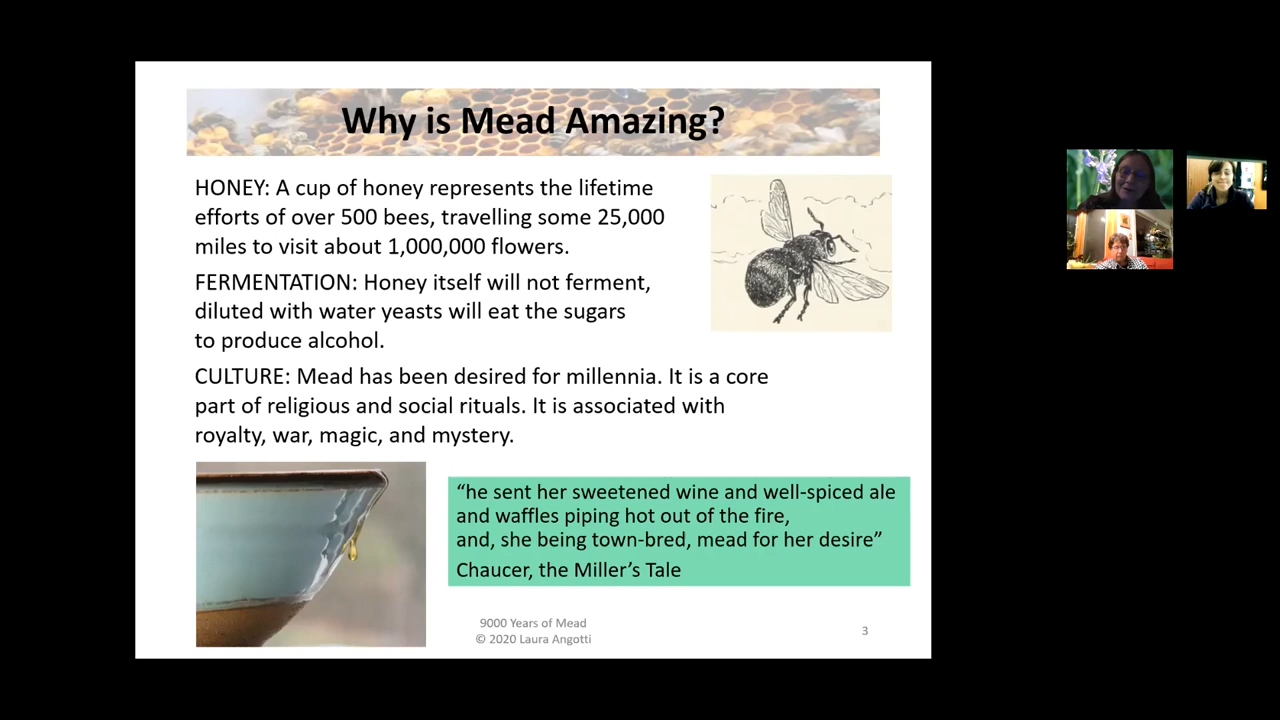 Why is Mead Amazing?
HONEY: A cup of honey represents the lifetime
efforts of over 500 bees, travelling some 25,000
miles to visit about 1,000,000 flowers.
FERMENTATION: Honey itself will not ferment,
diluted with water yeasts will eat the sugars
to produce alcohol.
CULTURE: Mead has been desired for millennia. It is a core
part of religious and social rituals. It is associated with
royalty, war, magic, and mystery.
“he sent her sweetened wine and well-spiced ale
and waffles piping hot out of the fire,
and, she being town-bred, mead for her desire”
Chaucer, the Miller’s Tale
9000 Years of Mead
© 2020 Laura Angotti
3